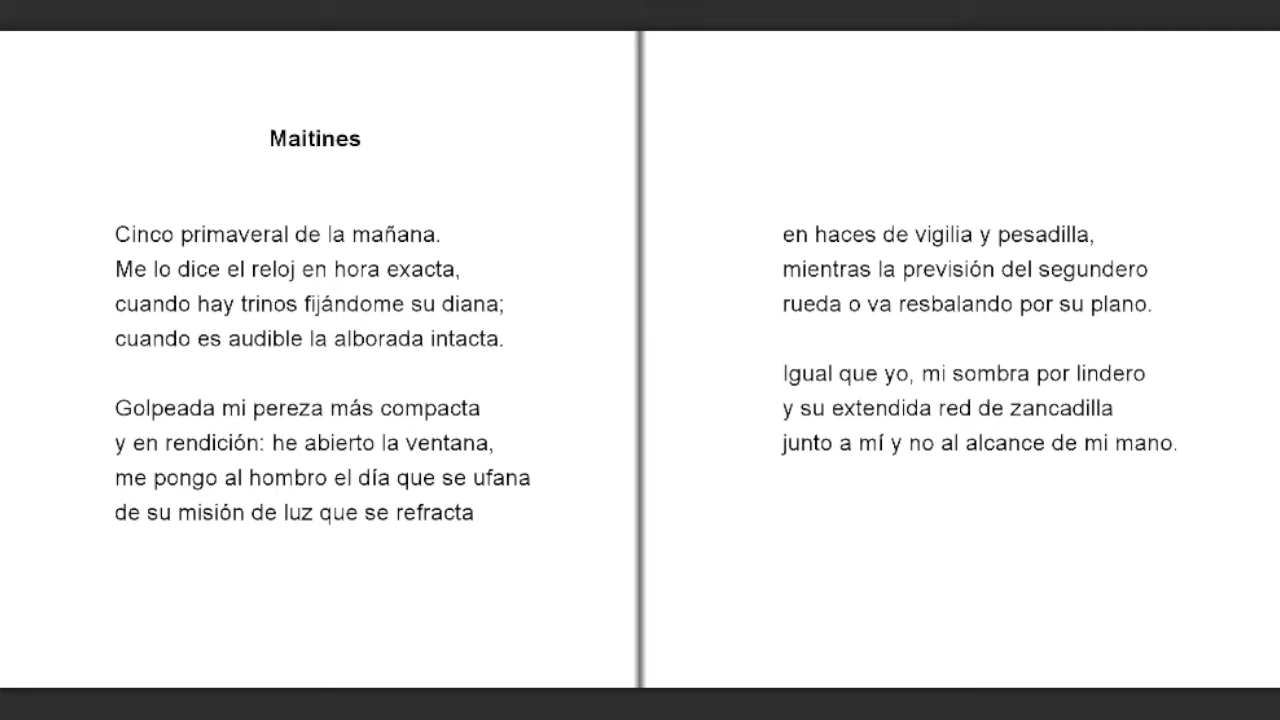 Maitines
Cinco primaveral de la mañana.
Me lo dice el reloj en hora exacta,
cuando hay trinos fijándome su diana;
cuando es audible la alborada intacta.
Golpeada mi pereza más compacta
y en rendición: he abierto la ventana,
me pongo al hombro el día que se ufana
de su misión de luz que se refracta
en haces de vigilia y pesadilla,
mientras la previsión del segundero
rueda o va resbalando por su plano.
Igual que yo, mi sombra por lindero
y su extendida red de zancadilla
junto a mí y no al alcance de mi mano.